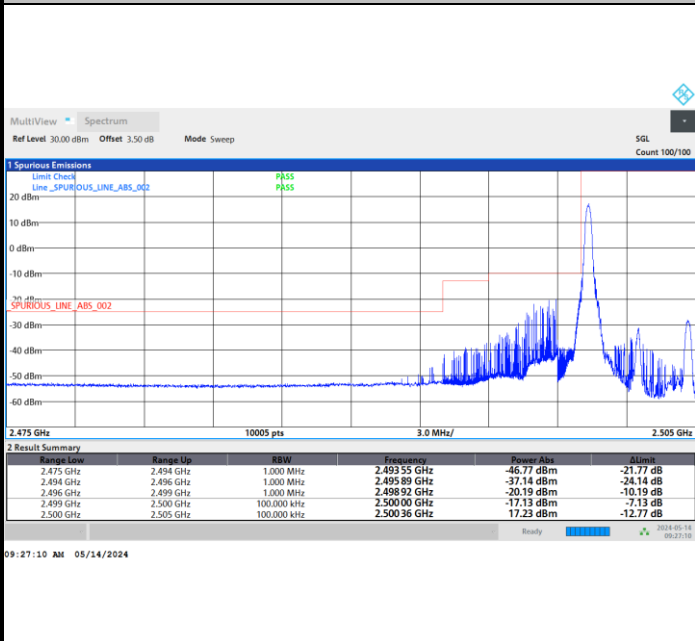 MultiView Spectrum
Ref Level 30.00 dBm Offset 3.50 dB Mode Sweep SGL
Count 100/100
1 Spurious Emissions
Limit Check PASS
Line _SPURIOUS_LINE_ABS_002 PASS
20 dBm
10 dBm
0 dBm
-10 dBm
-20 dBm
_SPURIOUS_LINE_ABS_002
-30 dBm
-40 dBm
-50 dBm
-60 dBm
2.475 GHz 10005 pts 3.0 MHz/ 2.505 GHz
2 Result Summary
Range Low Range Up RBW Frequency Power Abs ΔLimit
2.475 GHz 2.494 GHz 1.000 MHz 2.493 55 GHz -46.77 dBm -21.77 dB
2.494 GHz 2.496 GHz 1.000 MHz 2.495 89 GHz -37.14 dBm -24.14 dB
2.496 GHz 2.499 GHz 1.000 MHz 2.498 92 GHz -20.19 dBm -10.19 dB
2.499 GHz 2.500 GHz 100.000 kHz 2.500 00 GHz -17.13 dBm -7.13 dB
2.500 GHz 2.505 GHz 100.000 kHz 2.500 36 GHz 17.23 dBm -12.77 dB
Ready 2024-05-14
09:27:10
09:27:10 AM 05/14/2024